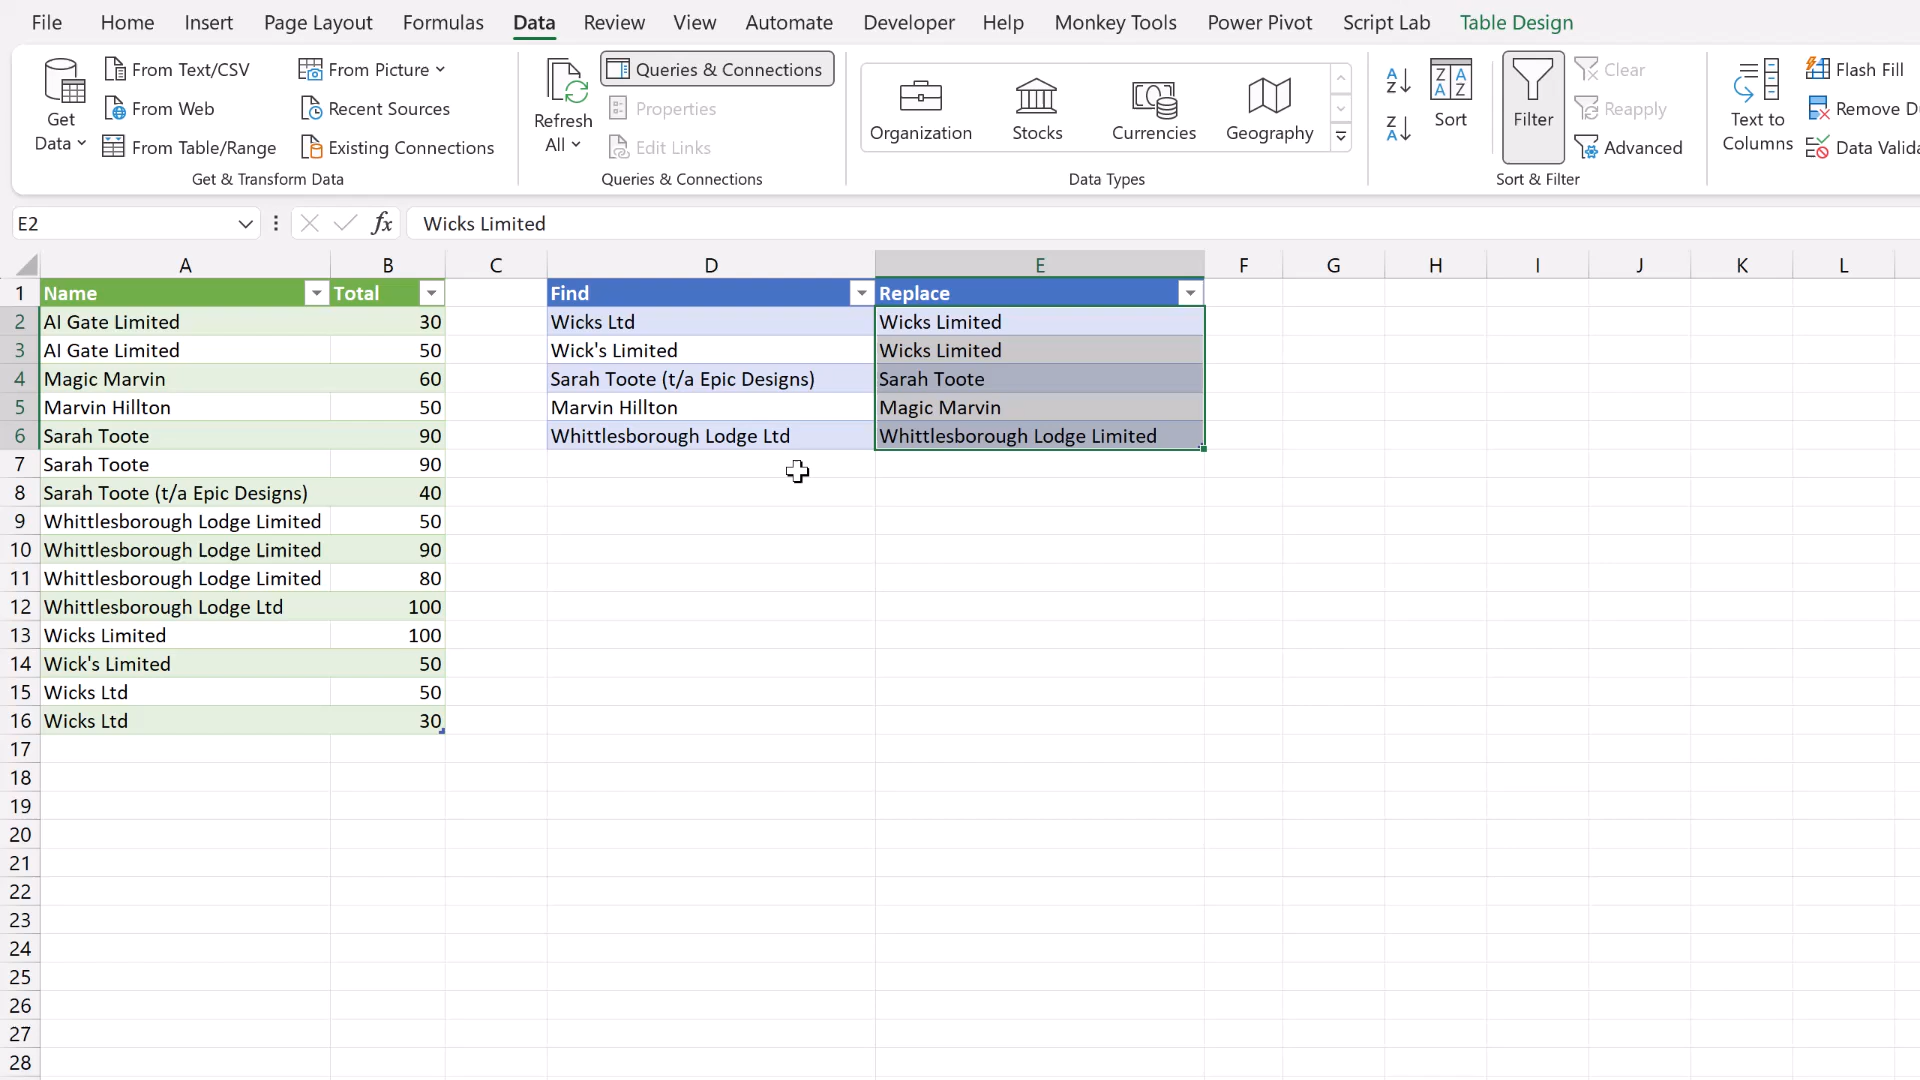 File Home Insert Page Layout Formulas Data Review View Automate Developer Help Monkey Tools Power Pivot Script Lab Table Design
Get Data
From Text/CSV
From Web
From Table/Range
From Picture
Recent Sources
Existing Connections
Get & Transform Data
Refresh All
Queries & Connections
Properties
Edit Links
Queries & Connections
Organization Stocks Currencies Geography
Data Types
Sort
Filter
Clear
Reapply
Advanced
Sort & Filter
Text to Columns
Flash Fill
Remove Du
Data Valida
E2 fx Wicks Limited
A B C D E F G H I J K L
1 Name Total Find Replace
2 AI Gate Limited 30 Wicks Ltd Wicks Limited
3 AI Gate Limited 50 Wick's Limited Wicks Limited
4 Magic Marvin 60 Sarah Toote (t/a Epic Designs) Sarah Toote
5 Marvin Hillton 50 Marvin Hillton Magic Marvin
6 Sarah Toote 90 Whittlesborough Lodge Ltd Whittlesborough Lodge Limited
7 Sarah Toote 90
8 Sarah Toote (t/a Epic Designs) 40
9 Whittlesborough Lodge Limited 50
10 Whittlesborough Lodge Limited 90
11 Whittlesborough Lodge Limited 80
12 Whittlesborough Lodge Ltd 100
13 Wicks Limited 100
14 Wick's Limited 50
15 Wicks Ltd 50
16 Wicks Ltd 30
17
18
19
20
21
22
23
24
25
26
27
28